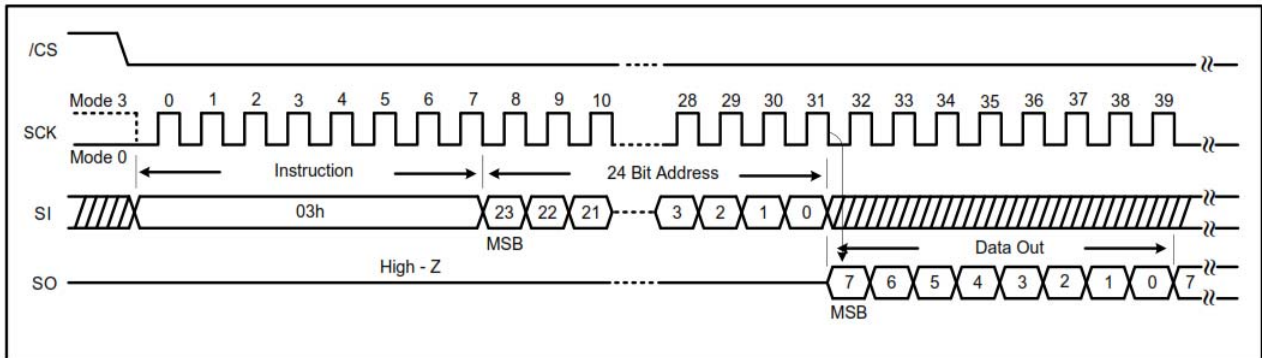 /CS
Mode 3 0 1 2 3 4 5 6 7 8 9 10 28 29 30 31 32 33 34 35 36 37 38 39
SCK
Mode 0
Instruction 24 Bit Address
SI 03h 23 22 21 3 2 1 0
MSB Data Out
High - Z
SO 7 6 5 4 3 2 1 0 7
MSB